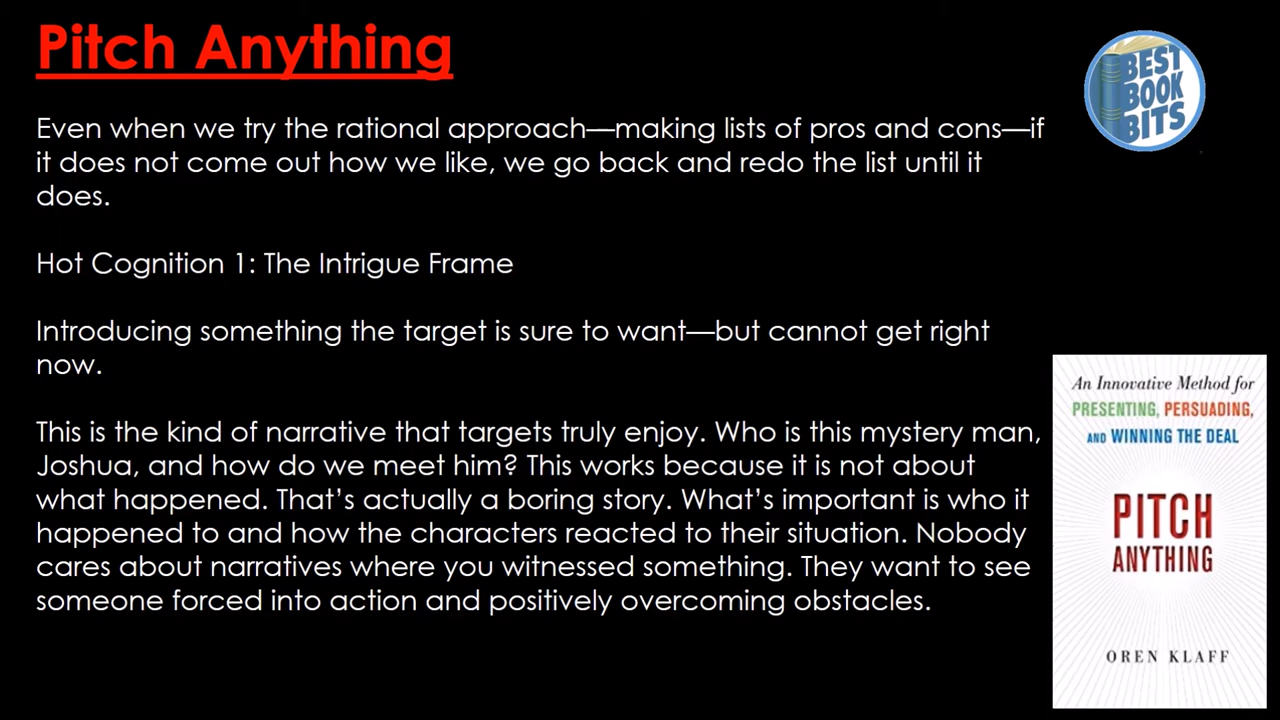 Pitch Anything
BEST
BOOK
BITS
Even when we try the rational approach—making lists of pros and cons—if
it does not come out how we like, we go back and redo the list until it
does.
Hot Cognition 1: The Intrigue Frame
Introducing something the target is sure to want—but cannot get right
now.
This is the kind of narrative that targets truly enjoy. Who is this mystery man,
Joshua, and how do we meet him? This works because it is not about
what happened. That's actually a boring story. What's important is who it
happened to and how the characters reacted to their situation. Nobody
cares about narratives where you witnessed something. They want to see
someone forced into action and positively overcoming obstacles.
An Innovative Method for
PRESENTING, PERSUADING,
AND WINNING THE DEAL
PITCH
ANYTHING
OREN KLAFF